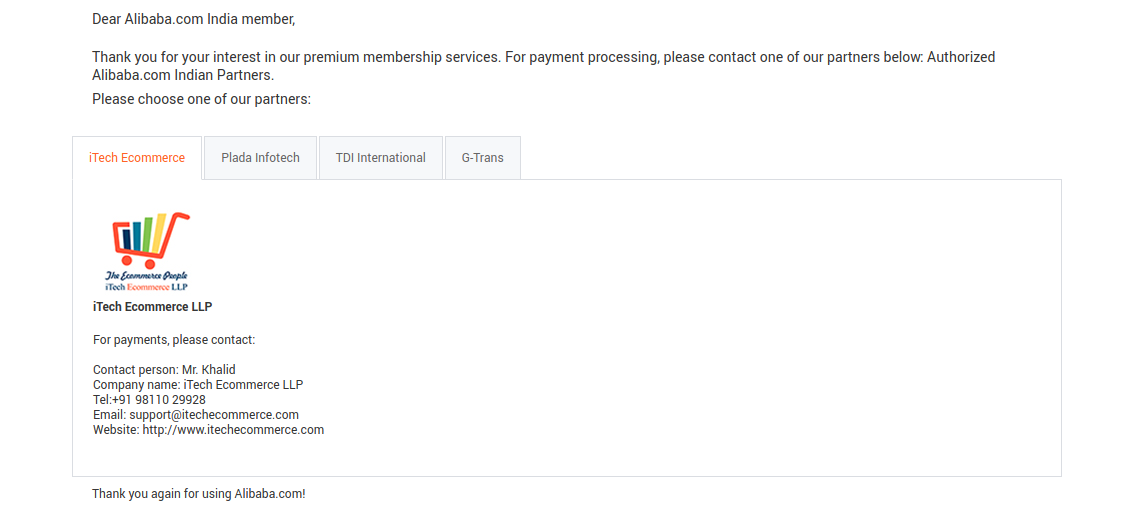 Dear Alibaba.com India member,
Thank you for your interest in our premium membership services. For payment processing, please contact one of our partners below: Authorized
Alibaba.com Indian Partners.
Please choose one of our partners:
iTech Ecommerce
Plada Infotech
TDI International
G-Trans
The Ecommerce People
iTech Ecommerce LLP
iTech Ecommerce LLP
For payments, please contact:
Contact person: Mr. Khalid
Company name: iTech Ecommerce LLP
Tel:+91 98110 29928
Email: support@itechecommerce.com
Website: http://www.itechecommerce.com
Thank you again for using Alibaba.com!